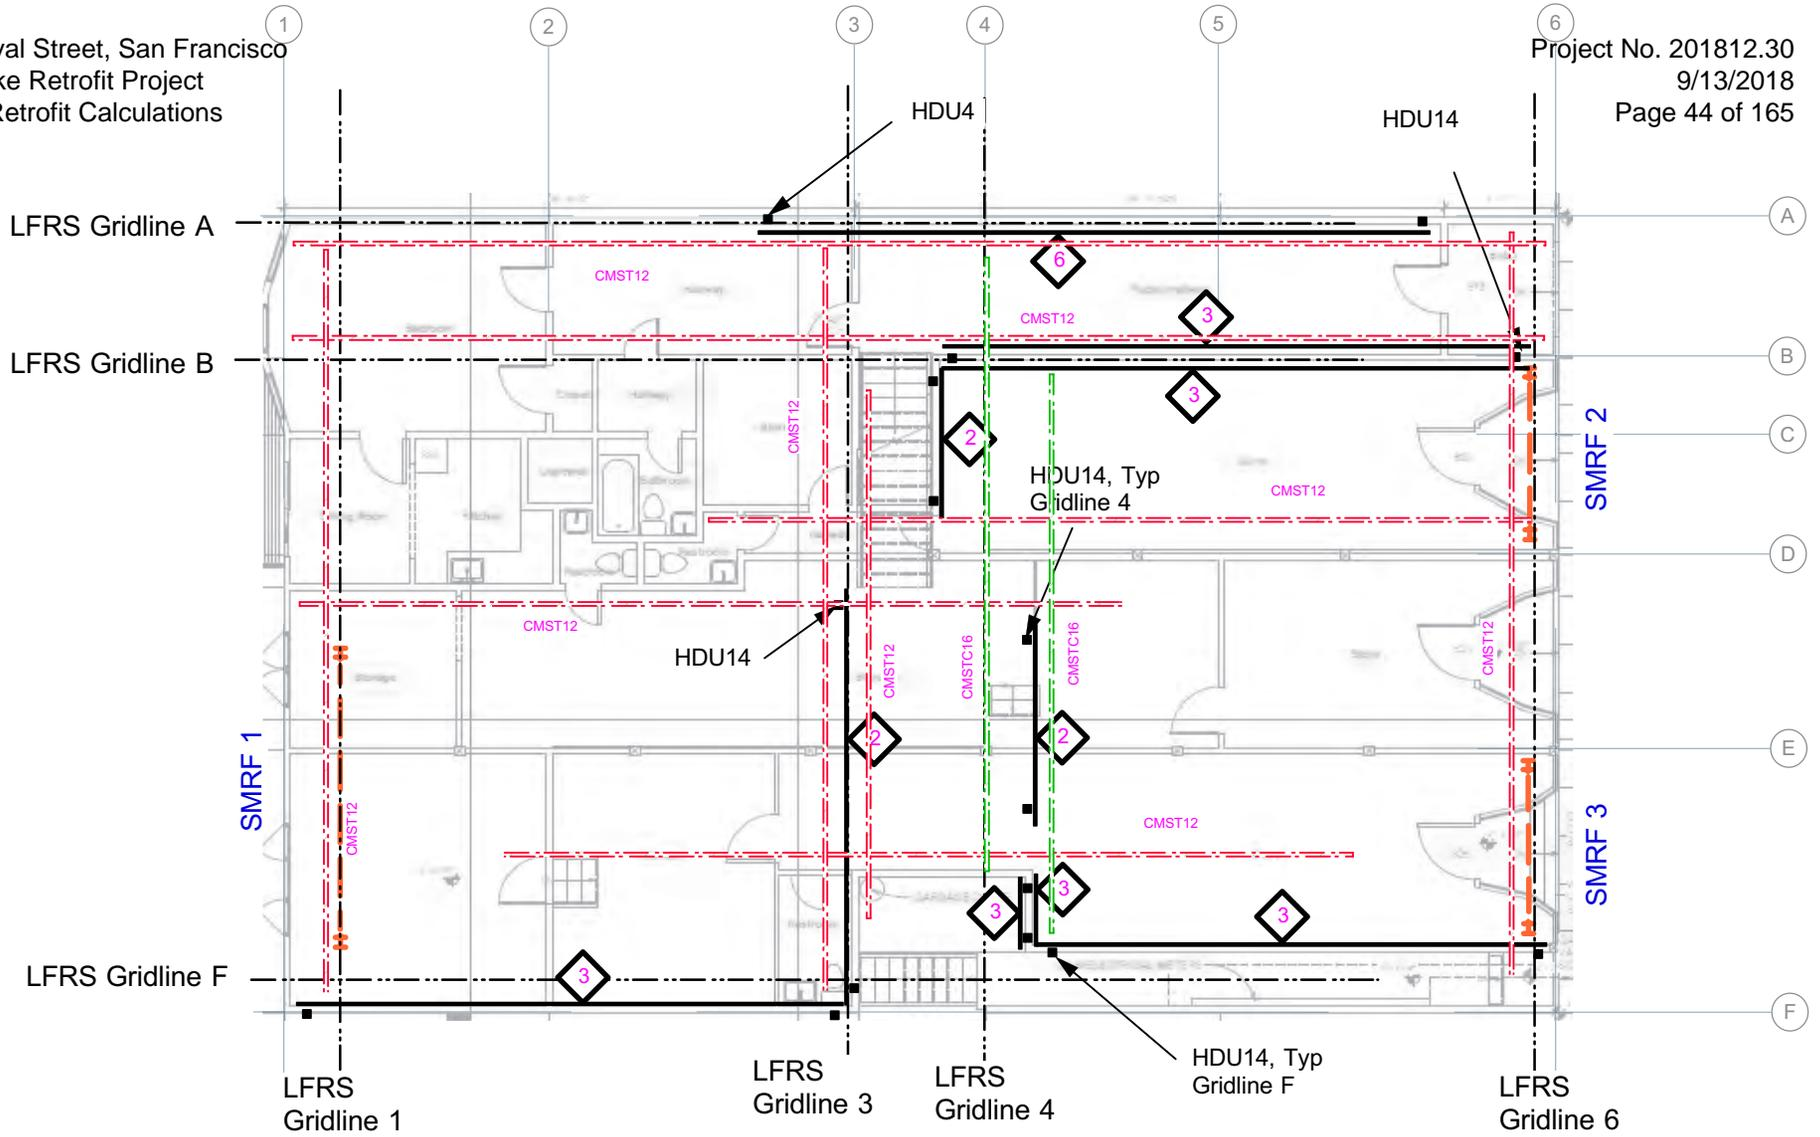 1
2
3
4
5
6
val Street, San Francisco
ke Retrofit Project
Retrofit Calculations
Project No. 201812.30
9/13/2018
Page 44 of 165
HDU4
HDU14
LFRS Gridline A
A
6
CMST12
CMST12
3
LFRS Gridline B
B
3
CMST12
2
C
SMRF 2
HDU14, Typ
Gridline 4
CMST12
D
CMST12
HDU14
CMST12
CMSTC16
CMSTC16
CMST12
Storage
2
2
E
SMRF 1
CMST12
CMST12
SMRF 3
3
3
3
LFRS Gridline F
3
F
HDU14, Typ
Gridline F
LFRS
Gridline 1
LFRS
Gridline 3
LFRS
Gridline 4
LFRS
Gridline 6